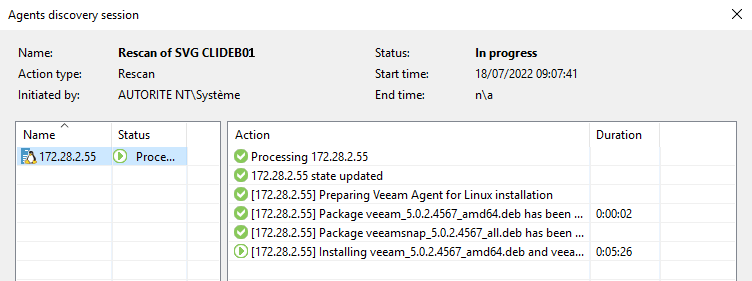 Agents discovery session
Name: Rescan of SVG CLIDEB01 Status: In progress
Action type: Rescan Start time: 18/07/2022 09:07:41
Initiated by: AUTORITE NT\Système End time: n\a
Name Status Action Duration
172.28.2.55 Proce... Processing 172.28.2.55
172.28.2.55 state updated
[172.28.2.55] Preparing Veeam Agent for Linux installation
[172.28.2.55] Package veeam_5.0.2.4567_amd64.deb has been ... 0:00:02
[172.28.2.55] Package veeamsnap_5.0.2.4567_all.deb has been ...
[172.28.2.55] Installing veeam_5.0.2.4567_amd64.deb and veea... 0:05:26